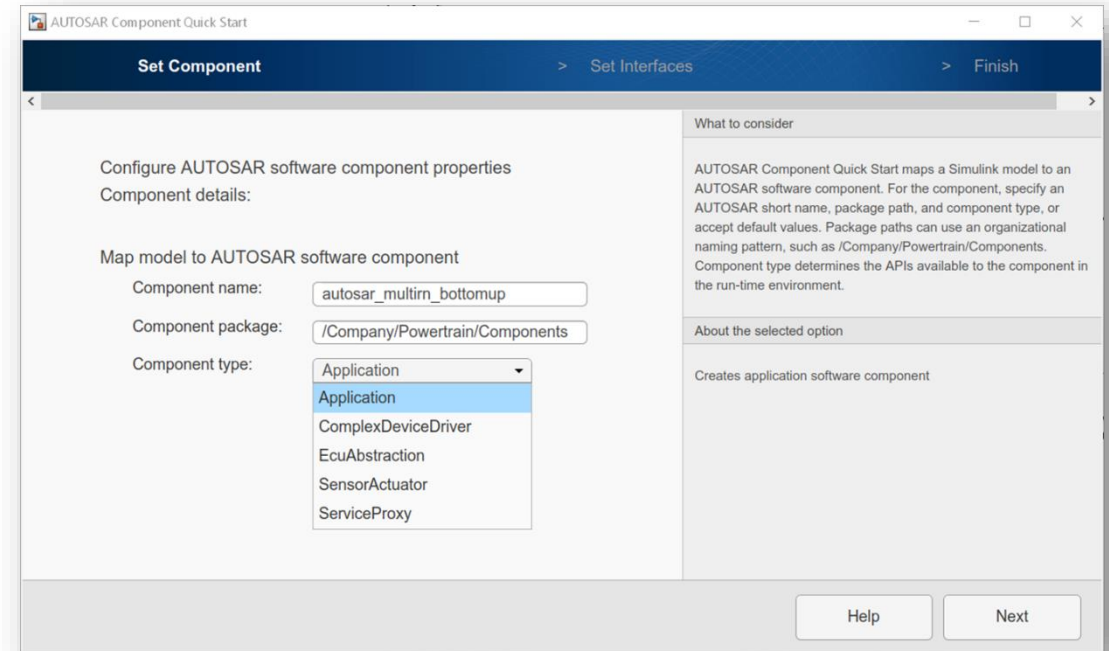 AUTOSAR Component Quick Start
Set Component > Set Interfaces > Finish
Configure AUTOSAR software component properties
Component details:
Map model to AUTOSAR software component
Component name: autosar_multirn_bottomup
Component package: /Company/Powertrain/Components
Component type: Application
Application
ComplexDeviceDriver
EcuAbstraction
SensorActuator
ServiceProxy
What to consider
AUTOSAR Component Quick Start maps a Simulink model to an
AUTOSAR software component. For the component, specify an
AUTOSAR short name, package path, and component type, or
accept default values. Package paths can use an organizational
naming pattern, such as /Company/Powertrain/Components.
Component type determines the APIs available to the component in
the run-time environment.
About the selected option
Creates application software component
Help
Next